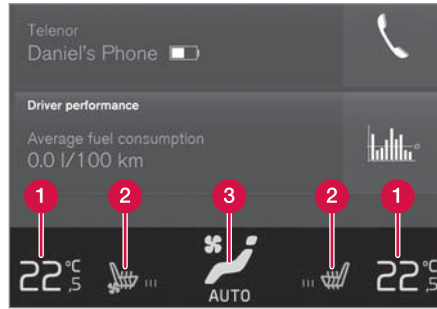 Telenor
Daniel's Phone
Driver performance
Average fuel consumption
0.0 l/100 km
1 2 3 2 1
22 °C ,5 22 °C ,5
AUTO